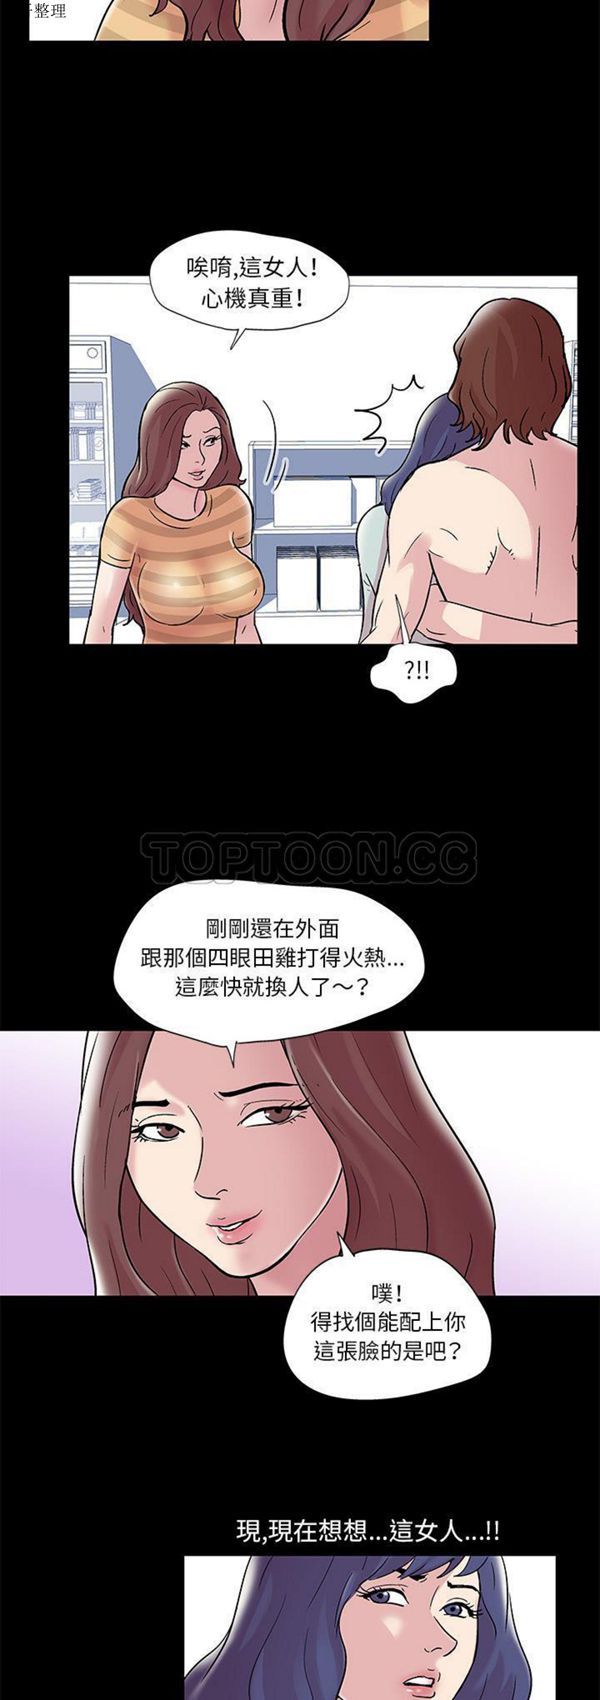 整理
唉唷,這女人!
心機真重!
?!!
TOPTOON.CC
剛剛還在外面
跟那個四眼田雞打得火熱...
這麼快就換人了～?
噗!
得找個能配上你
這張臉的是吧?
現,現在想想...這女人...!!